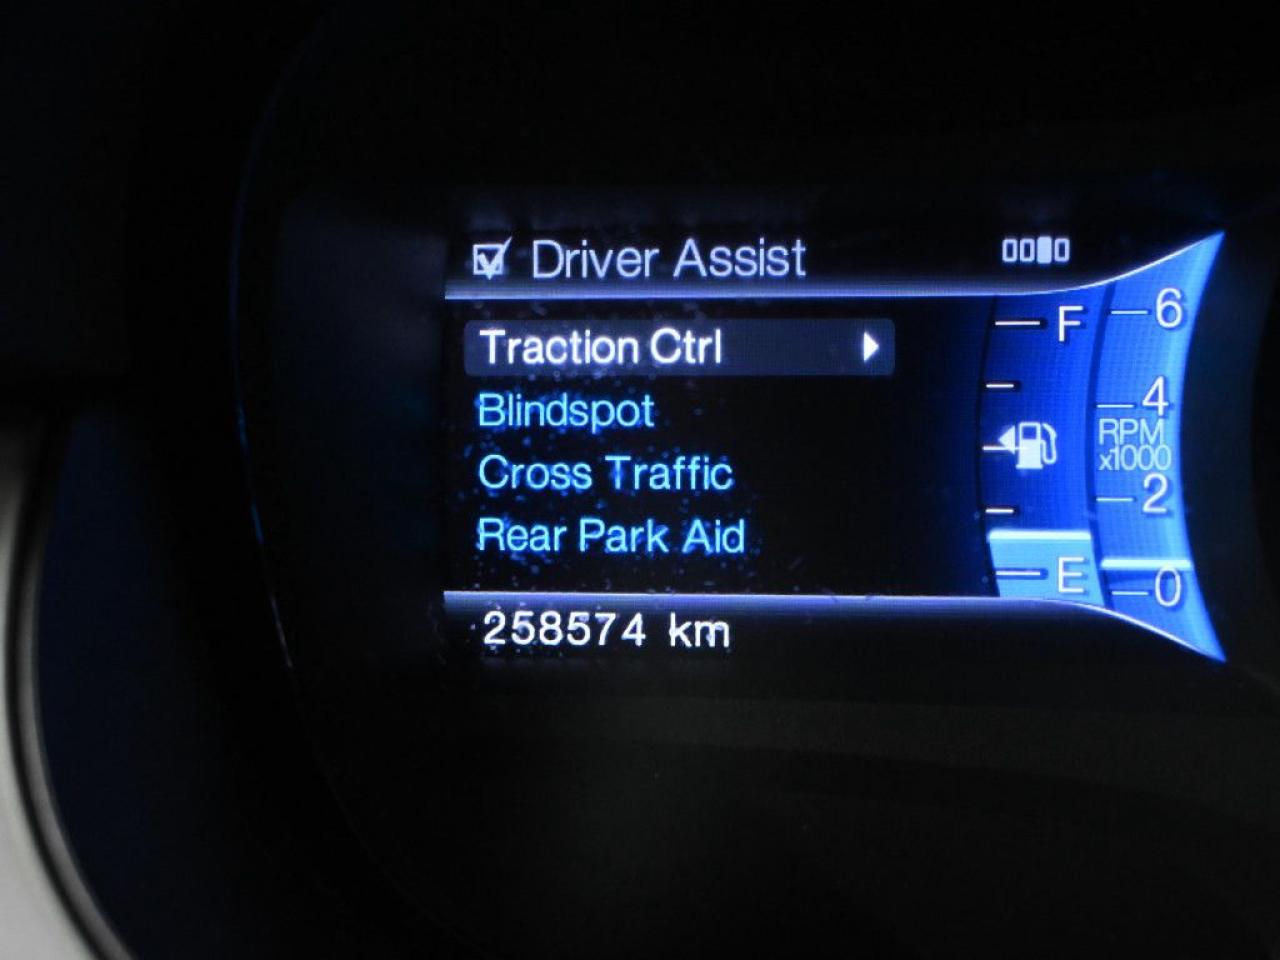 Driver Assist
Traction Ctrl
Blindspot
Cross Traffic
Rear Park Aid
258574 km
F
E
6
4
RPM
x1000
2
0